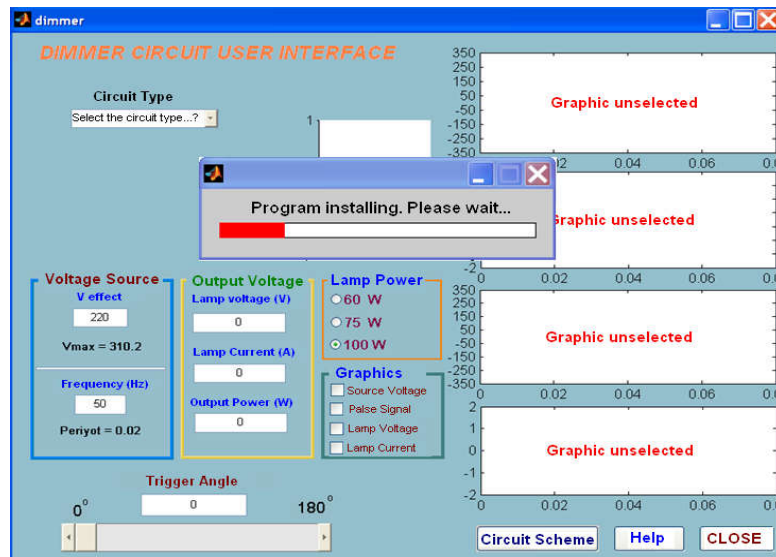 dimmer
DIMMER CIRCUIT USER INTERFACE
Circuit Type
Select the circuit type...?
1
Program installing. Please wait...
Voltage Source
V effect
220
Vmax = 310.2
Frequency (Hz)
50
Periyot = 0.02
Output Voltage
Lamp voltage (V)
0
Lamp Current (A)
0
Output Power (W)
0
Lamp Power
60 W
75 W
100 W
Graphics
Source Voltage
Palse Signal
Lamp Voltage
Lamp Current
Trigger Angle
0° 0 180°
350
250
150
50
-50
-150
-250
-350
Graphic unselected
0 0.02 0.04 0.06
Graphic unselected
-2
0 0.02 0.04 0.06
350
250
150
50
-50
-150
-250
-350
Graphic unselected
0 0.02 0.04 0.06
2
1
0
-1
-2
Graphic unselected
0 0.02 0.04 0.06
Circuit Scheme Help CLOSE